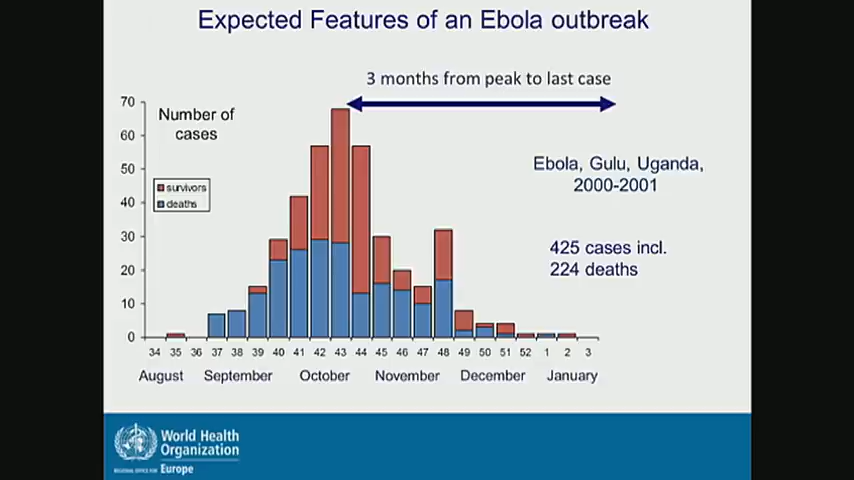 Expected Features of an Ebola outbreak
3 months from peak to last case
Number of
cases
70
60
50
40
30
20
10
0
survivors
deaths
Ebola, Gulu, Uganda,
2000-2001
425 cases incl.
224 deaths
34 35 36 37 38 39 40 41 42 43 44 45 46 47 48 49 50 51 52 1 2 3
August September October November December January
World Health
Organization
REGIONAL OFFICE FOR Europe